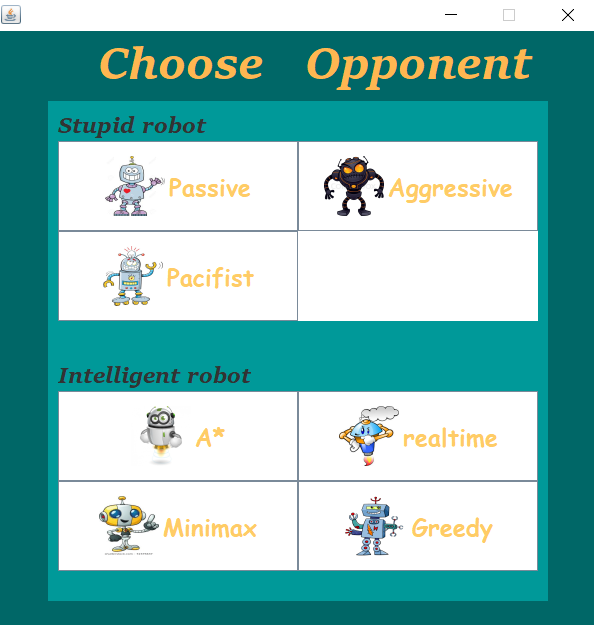 Choose Opponent
Stupid robot
Passive
Aggressive
Pacifist
Intelligent robot
A*
realtime
Minimax
Greedy